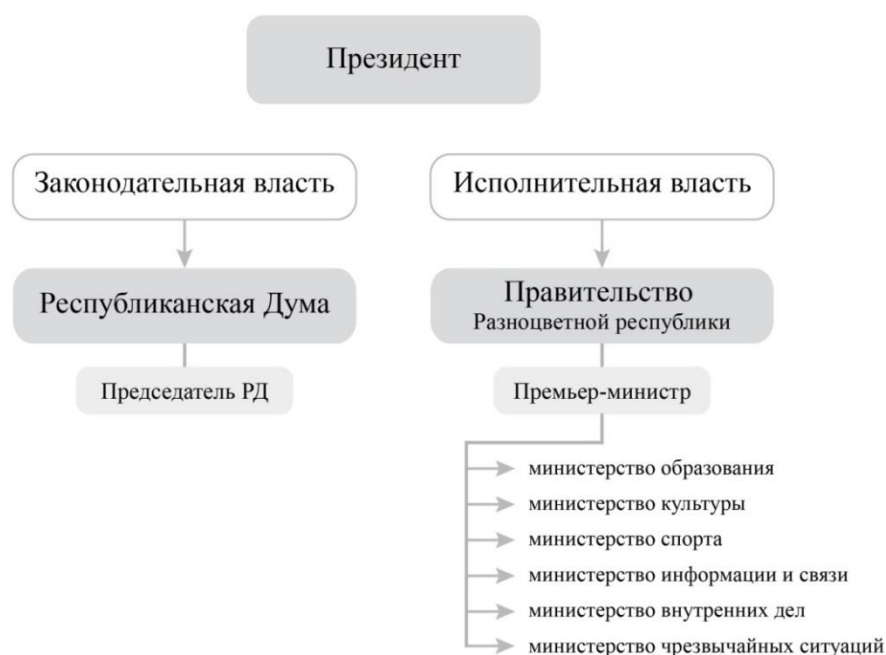 Президент
Законодательная власть
Исполнительная власть
Республиканская Дума
Правительство
Разноцветной республики
Председатель РД
Премьер-министр
министерство образования
министерство культуры
министерство спорта
министерство информации и связи
министерство внутренних дел
министерство чрезвычайных ситуаций